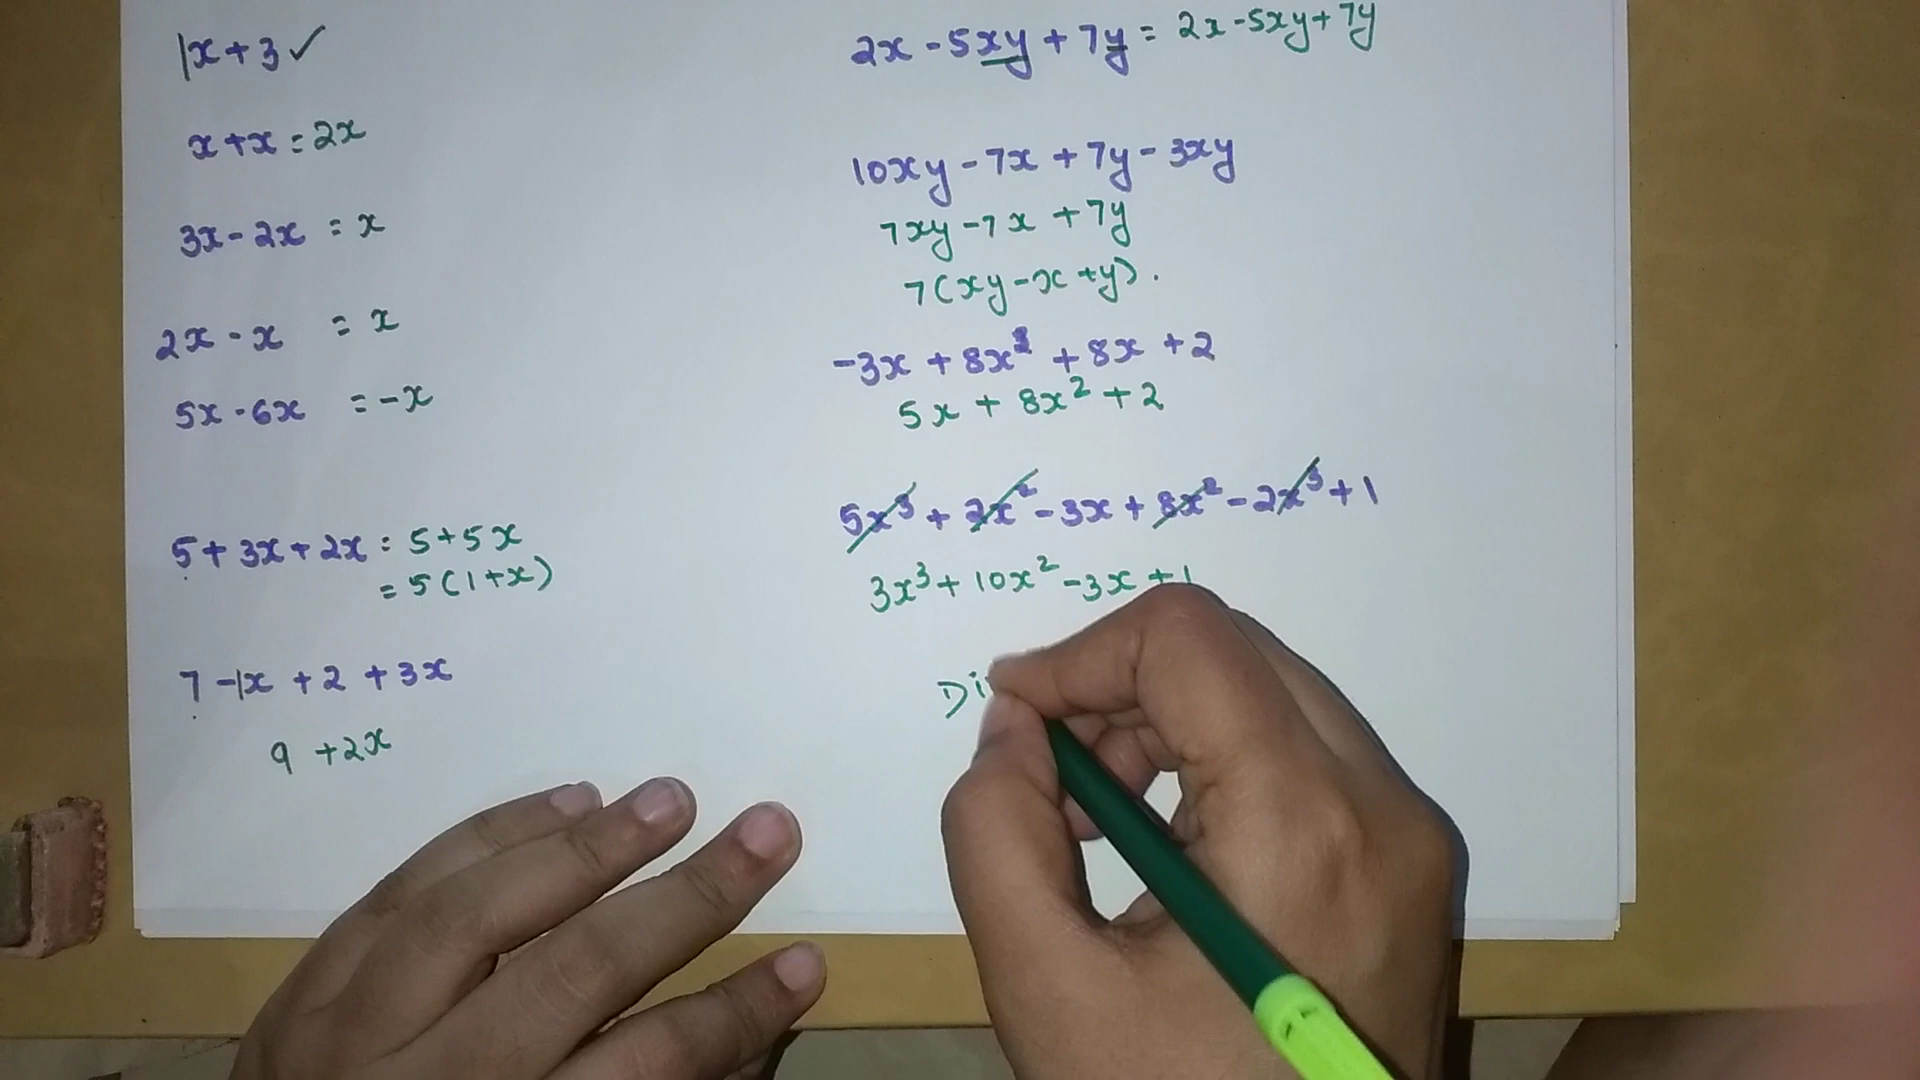 1x + 3 ✓
x + x = 2x
3x - 2x = x
2x - x = x
5x - 6x = -x
5 + 3x + 2x = 5 + 5x
= 5(1+x)
7 - 1x + 2 + 3x
9 + 2x
2x - 5xy + 7y = 2x - 5xy + 7y
10xy - 7x + 7y - 3xy
7xy - 7x + 7y
7(xy - x + y).
-3x + 8x² + 8x + 2
5x + 8x² + 2
5x³ + 2x² - 3x + 8x² - 2x³ + 1
3x³ + 10x² - 3x + 1